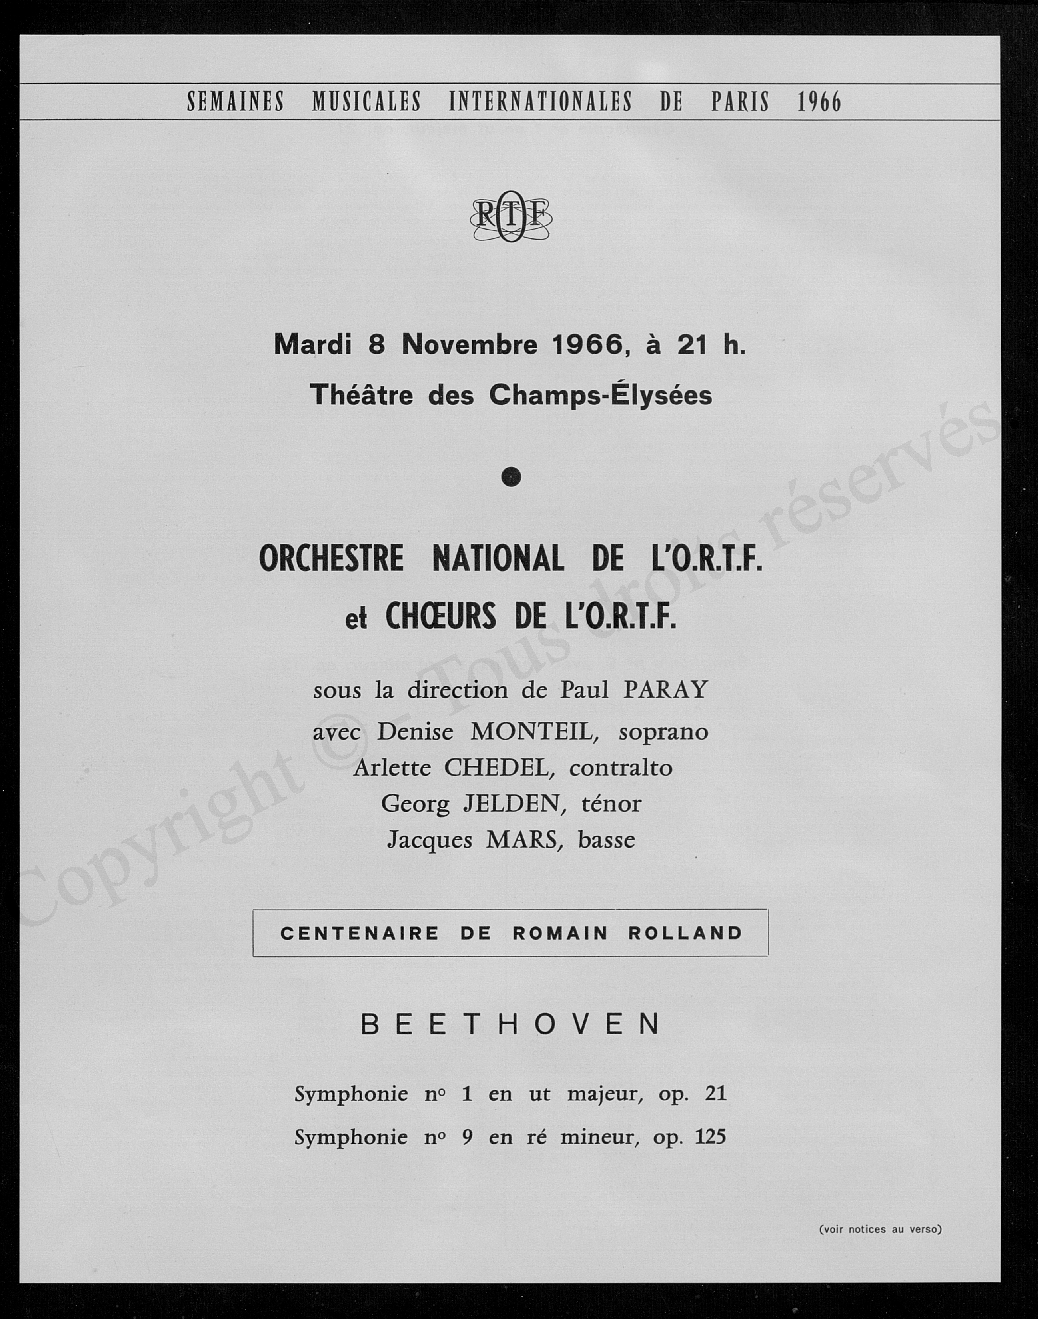 SEMAINES MUSICALES INTERNATIONALES DE PARIS 1966
RTF
Mardi 8 Novembre 1966, à 21 h.
Théâtre des Champs-Élysées
ORCHESTRE NATIONAL DE L'O.R.T.F.
et CHŒURS DE L'O.R.T.F.
sous la direction de Paul PARAY
avec Denise MONTEIL, soprano
Arlette CHEDEL, contralto
Georg JELDEN, ténor
Jacques MARS, basse
CENTENAIRE DE ROMAIN ROLLAND
BEETHOVEN
Symphonie nº 1 en ut majeur, op. 21
Symphonie nº 9 en ré mineur, op. 125
(voir notices au verso)
Copyright © - Tous droits réservés